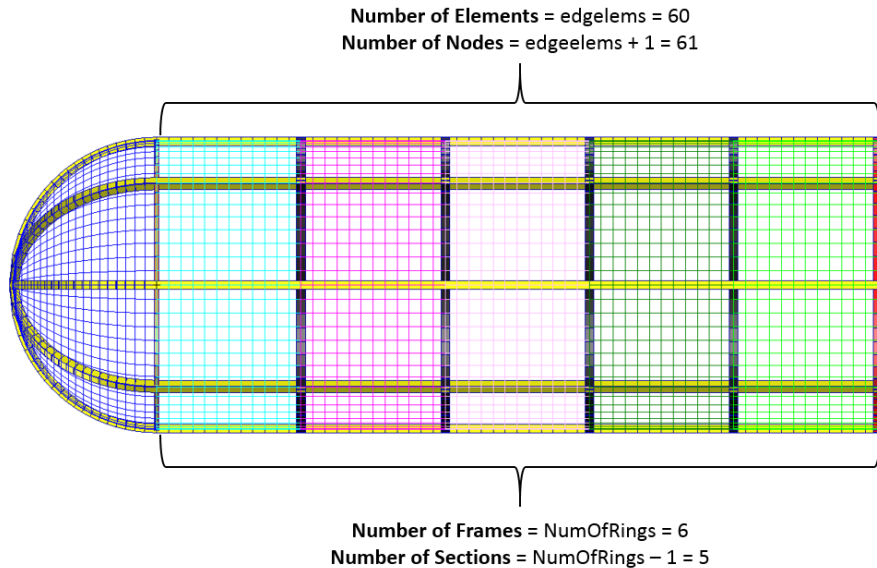 Number of Elements = edgelems = 60
Number of Nodes = edgeelems + 1 = 61
Number of Frames = NumOfRings = 6
Number of Sections = NumOfRings – 1 = 5